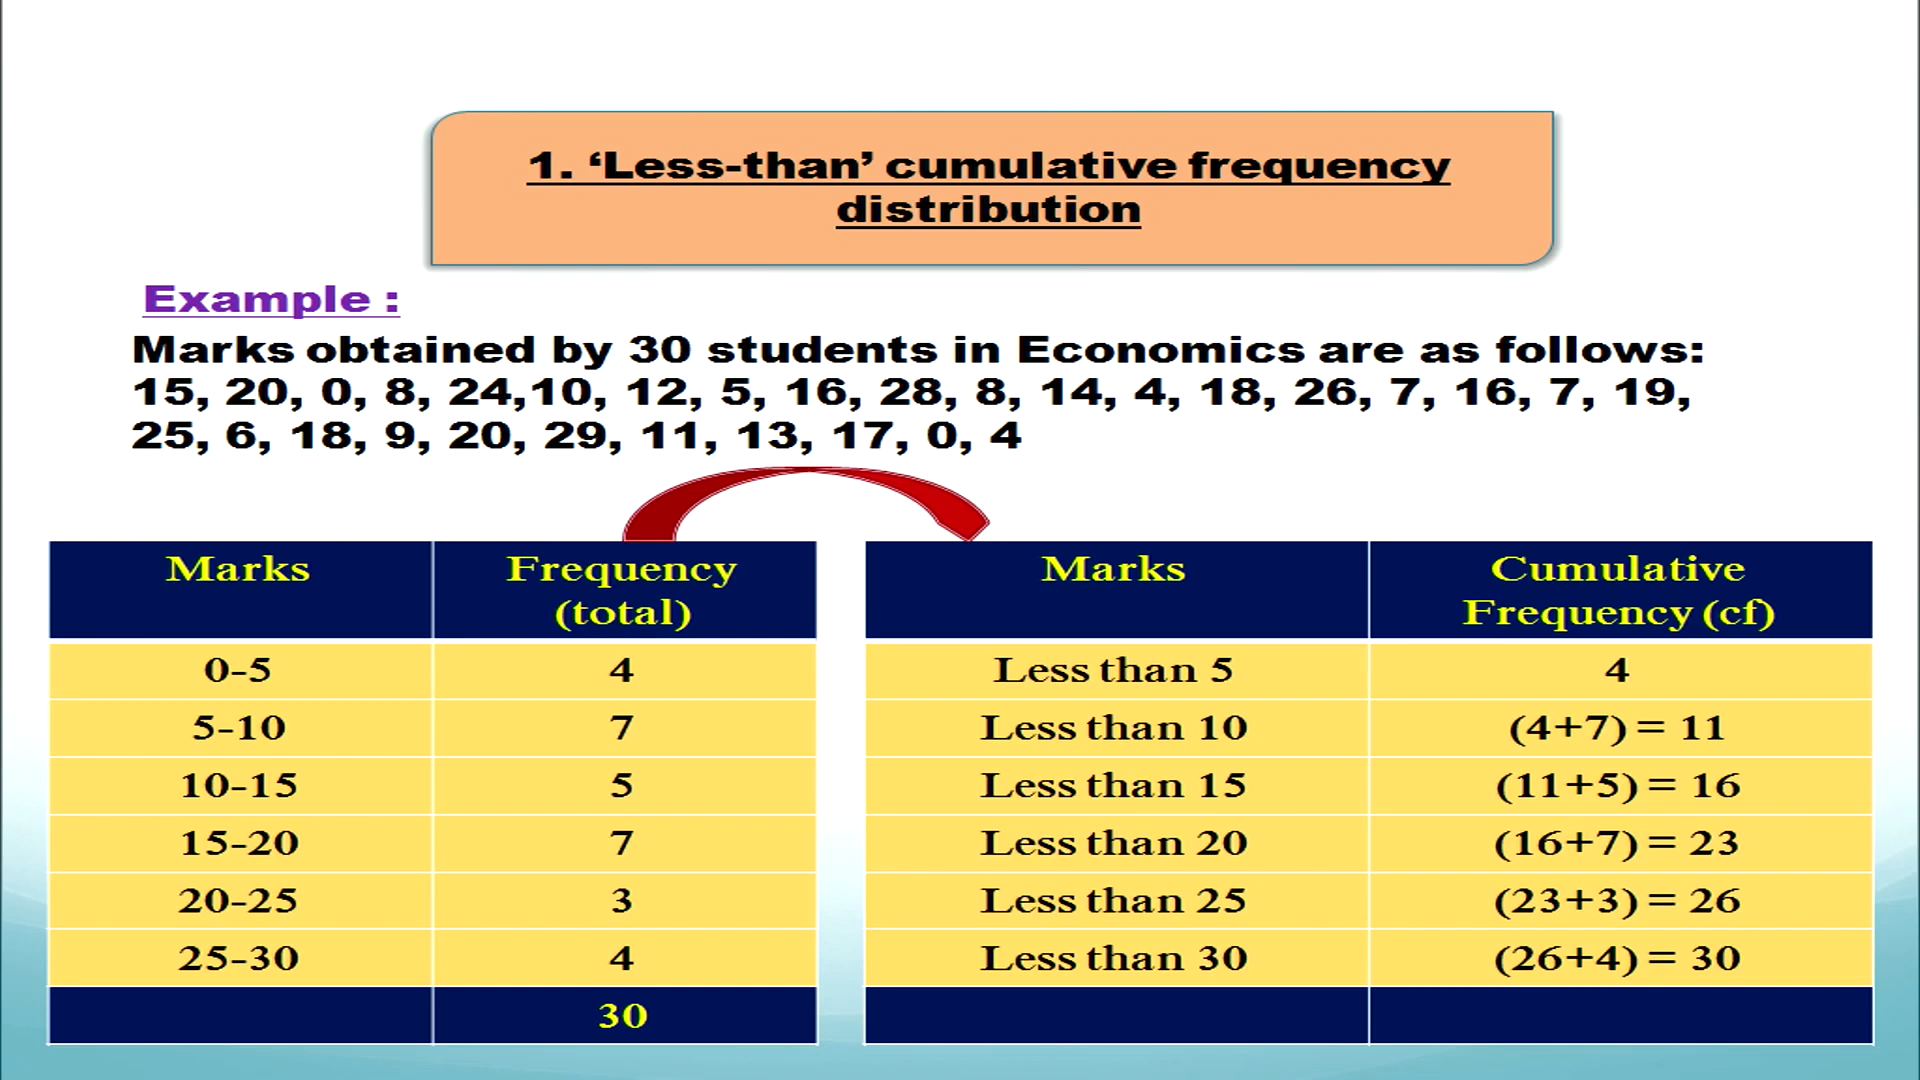 1. ‘Less-than’ cumulative frequency
distribution
Example :
Marks obtained by 30 students in Economics are as follows:
15, 20, 0, 8, 24,10, 12, 5, 16, 28, 8, 14, 4, 18, 26, 7, 16, 7, 19,
25, 6, 18, 9, 20, 29, 11, 13, 17, 0, 4
Marks Frequency
(total)
0-5 4
5-10 7
10-15 5
15-20 7
20-25 3
25-30 4
30
Marks Cumulative
Frequency (cf)
Less than 5 4
Less than 10 (4+7) = 11
Less than 15 (11+5) = 16
Less than 20 (16+7) = 23
Less than 25 (23+3) = 26
Less than 30 (26+4) = 30